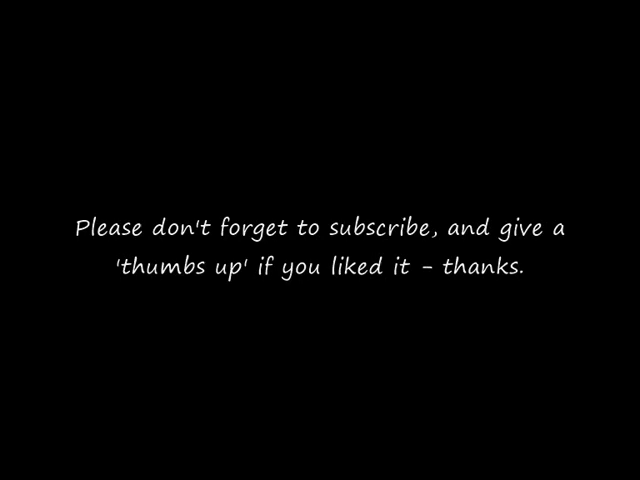 Please don't forget to subscribe, and give a
'thumbs up' if you liked it - thanks.